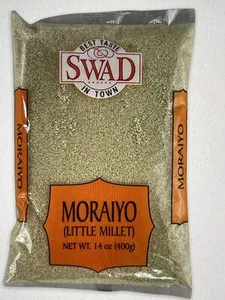 BEST TASTE
SWAD
IN TOWN
MORAIYO
MORAIYO
MORAIYO
(LITTLE MILLET)
NET WT. 14 oz (400g)